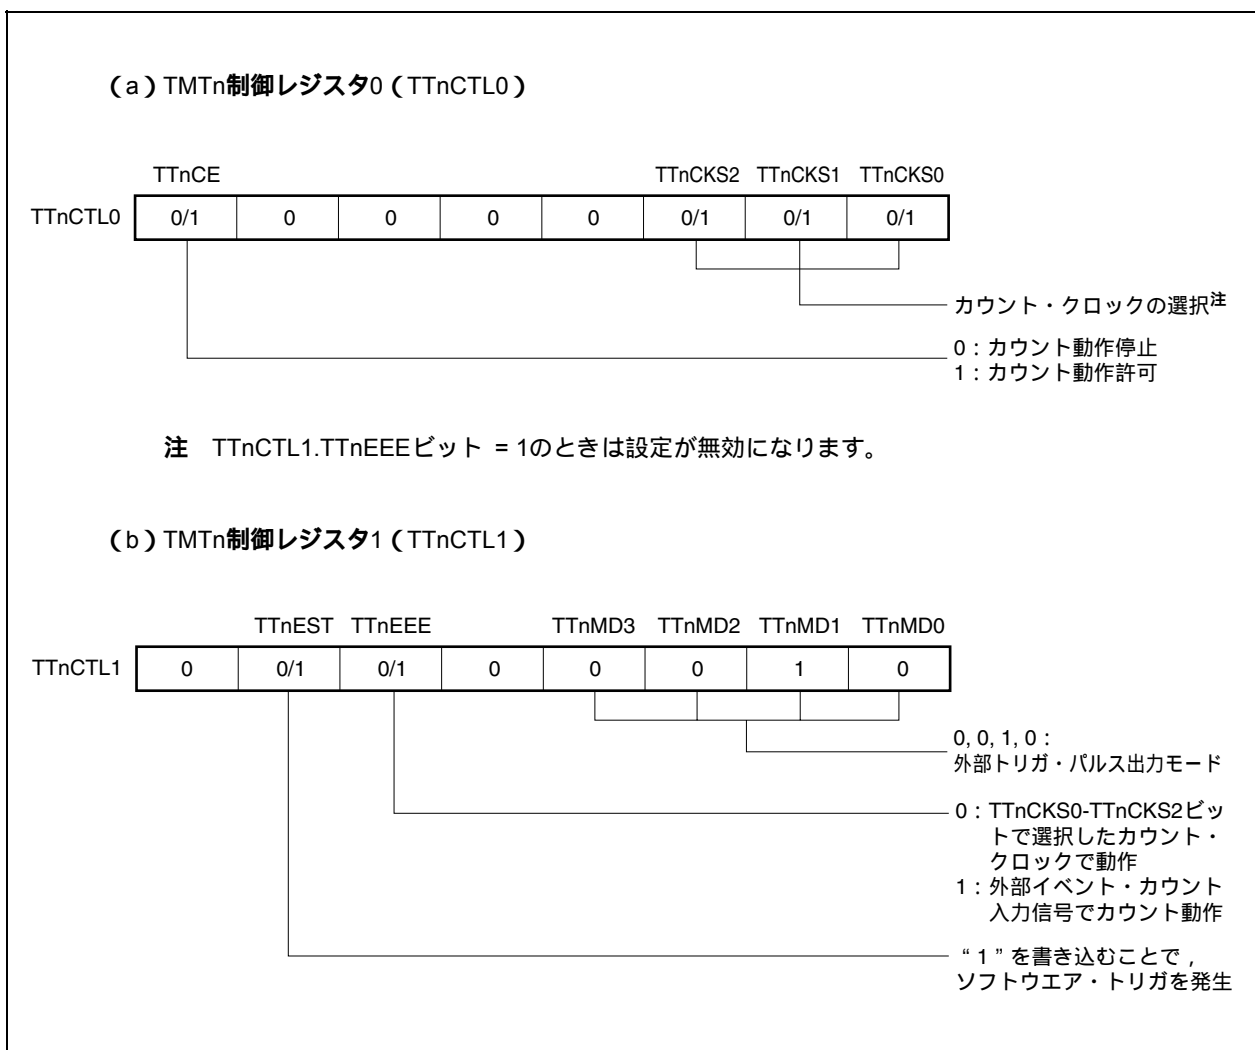 (a)TMTn制御レジスタ0(TTnCTL0)
TTnCE TTnCKS2 TTnCKS1 TTnCKS0
TTnCTL0 0/1 0 0 0 0 0/1 0/1 0/1
カウント・クロックの選択注
0:カウント動作停止
1:カウント動作許可
注 TTnCTL1.TTnEEEビット = 1のときは設定が無効になります。
(b)TMTn制御レジスタ1(TTnCTL1)
TTnEST TTnEEE TTnMD3 TTnMD2 TTnMD1 TTnMD0
TTnCTL1 0 0/1 0/1 0 0 0 1 0
0, 0, 1, 0:
外部トリガ・パルス出力モード
0:TTnCKS0-TTnCKS2ビッ
トで選択したカウント・
クロックで動作
1:外部イベント・カウント
入力信号でカウント動作
“1”を書き込むことで,
ソフトウエア・トリガを発生